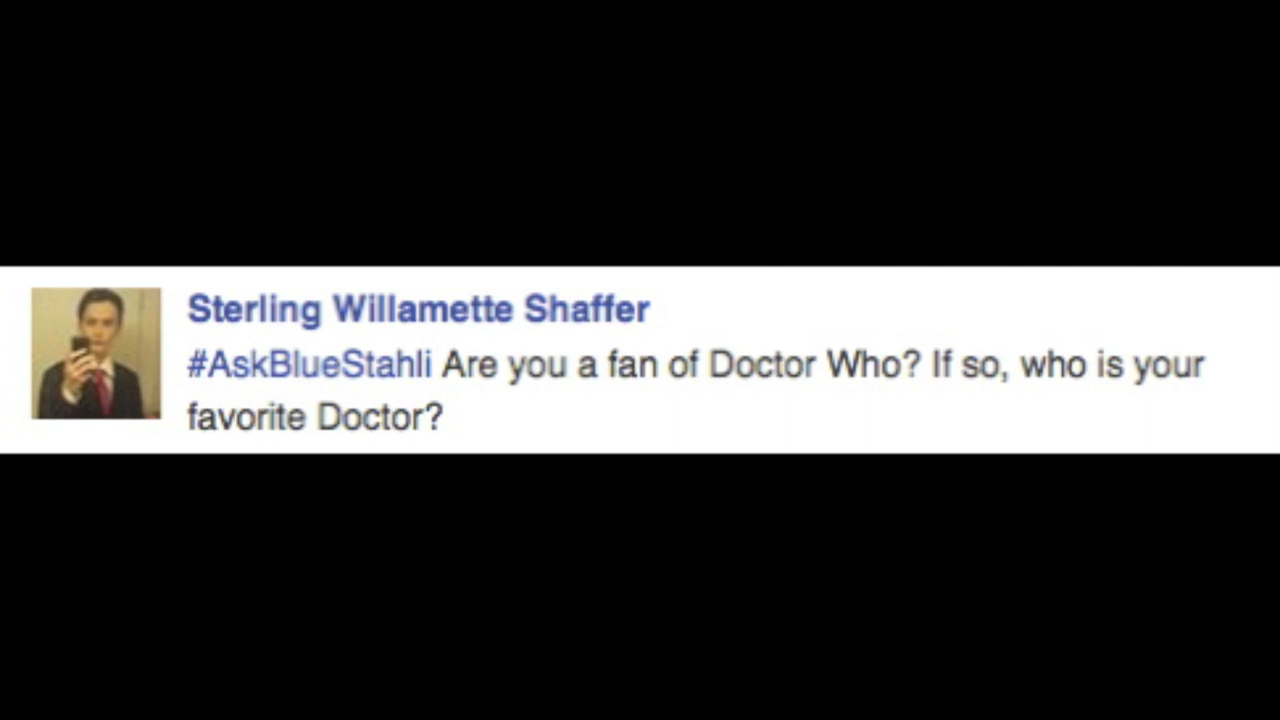 Sterling Willamette Shaffer
#AskBlueStahli Are you a fan of Doctor Who? If so, who is your
favorite Doctor?